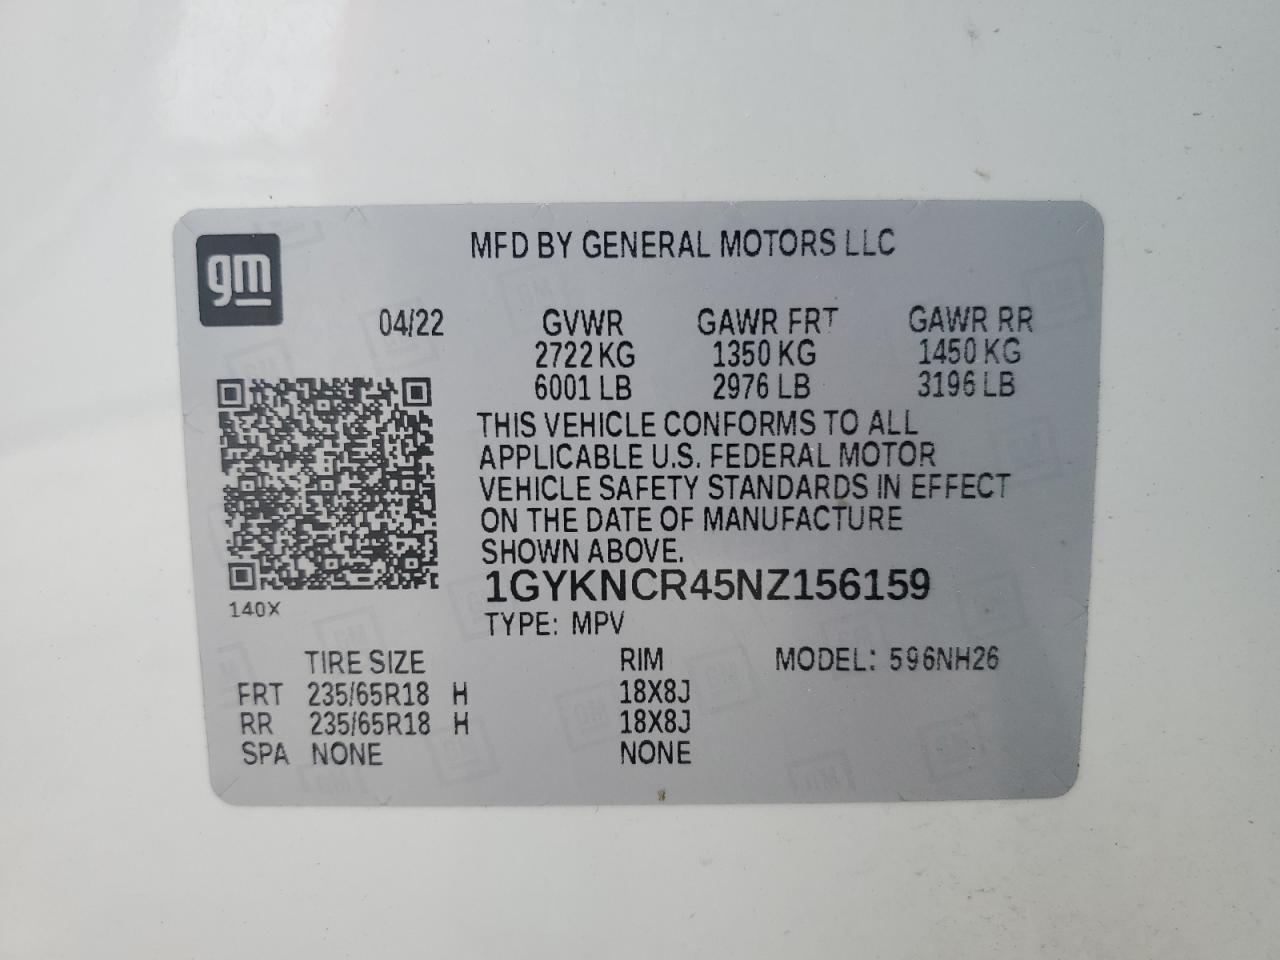 gm
MFD BY GENERAL MOTORS LLC
04/22 GVWR GAWR FRT GAWR RR
2722 KG 1350 KG 1450 KG
6001 LB 2976 LB 3196 LB
THIS VEHICLE CONFORMS TO ALL
APPLICABLE U.S. FEDERAL MOTOR
VEHICLE SAFETY STANDARDS IN EFFECT
ON THE DATE OF MANUFACTURE
SHOWN ABOVE.
1GYKNCR45NZ156159
140X
TYPE: MPV
TIRE SIZE RIM MODEL: 596NH26
FRT 235/65R18 H 18X8J
RR 235/65R18 H 18X8J
SPA NONE NONE